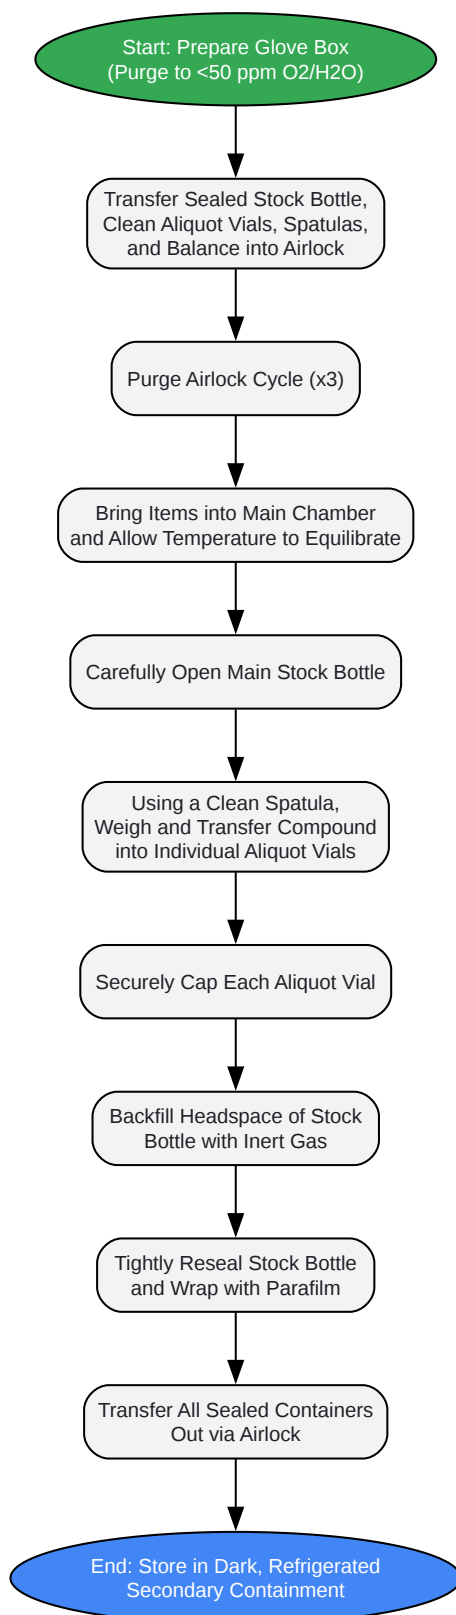 Start: Prepare Glove Box
(Purge to <50 ppm O2/H2O)
Transfer Sealed Stock Bottle,
Clean Aliquot Vials, Spatulas,
and Balance into Airlock
Purge Airlock Cycle (x3)
Bring Items into Main Chamber
and Allow Temperature to Equilibrate
Carefully Open Main Stock Bottle
Using a Clean Spatula,
Weigh and Transfer Compound
into Individual Aliquot Vials
Securely Cap Each Aliquot Vial
Backfill Headspace of Stock
Bottle with Inert Gas
Tightly Reseal Stock Bottle
and Wrap with Parafilm
Transfer All Sealed Containers
Out via Airlock
End: Store in Dark, Refrigerated
Secondary Containment